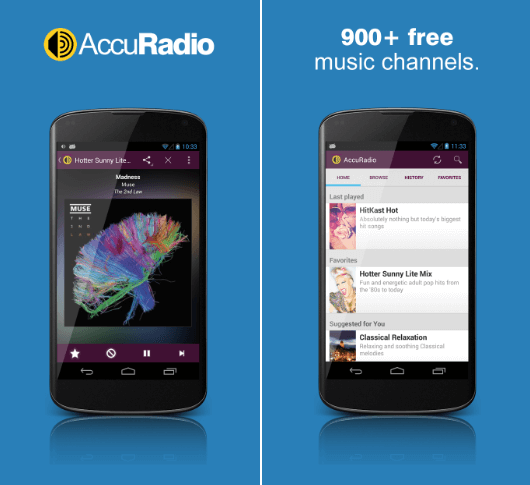 AccuRadio
10:33
Hotter Sunny Lite...
Madness
Muse
The 2nd Law
MUSE
THE
2ND
LAW
900+ free
music channels.
11:33
AccuRadio
HOME BROWSE HISTORY FAVORITES
Last played
HitKast Hot
Absolutely nothing but today's biggest
hit songs
Favorites
Hotter Sunny Lite Mix
Fun and energetic adult pop hits from
the '80s to today
Suggested for You
Classical Relaxation
Relaxing and soothing Classical
melodies